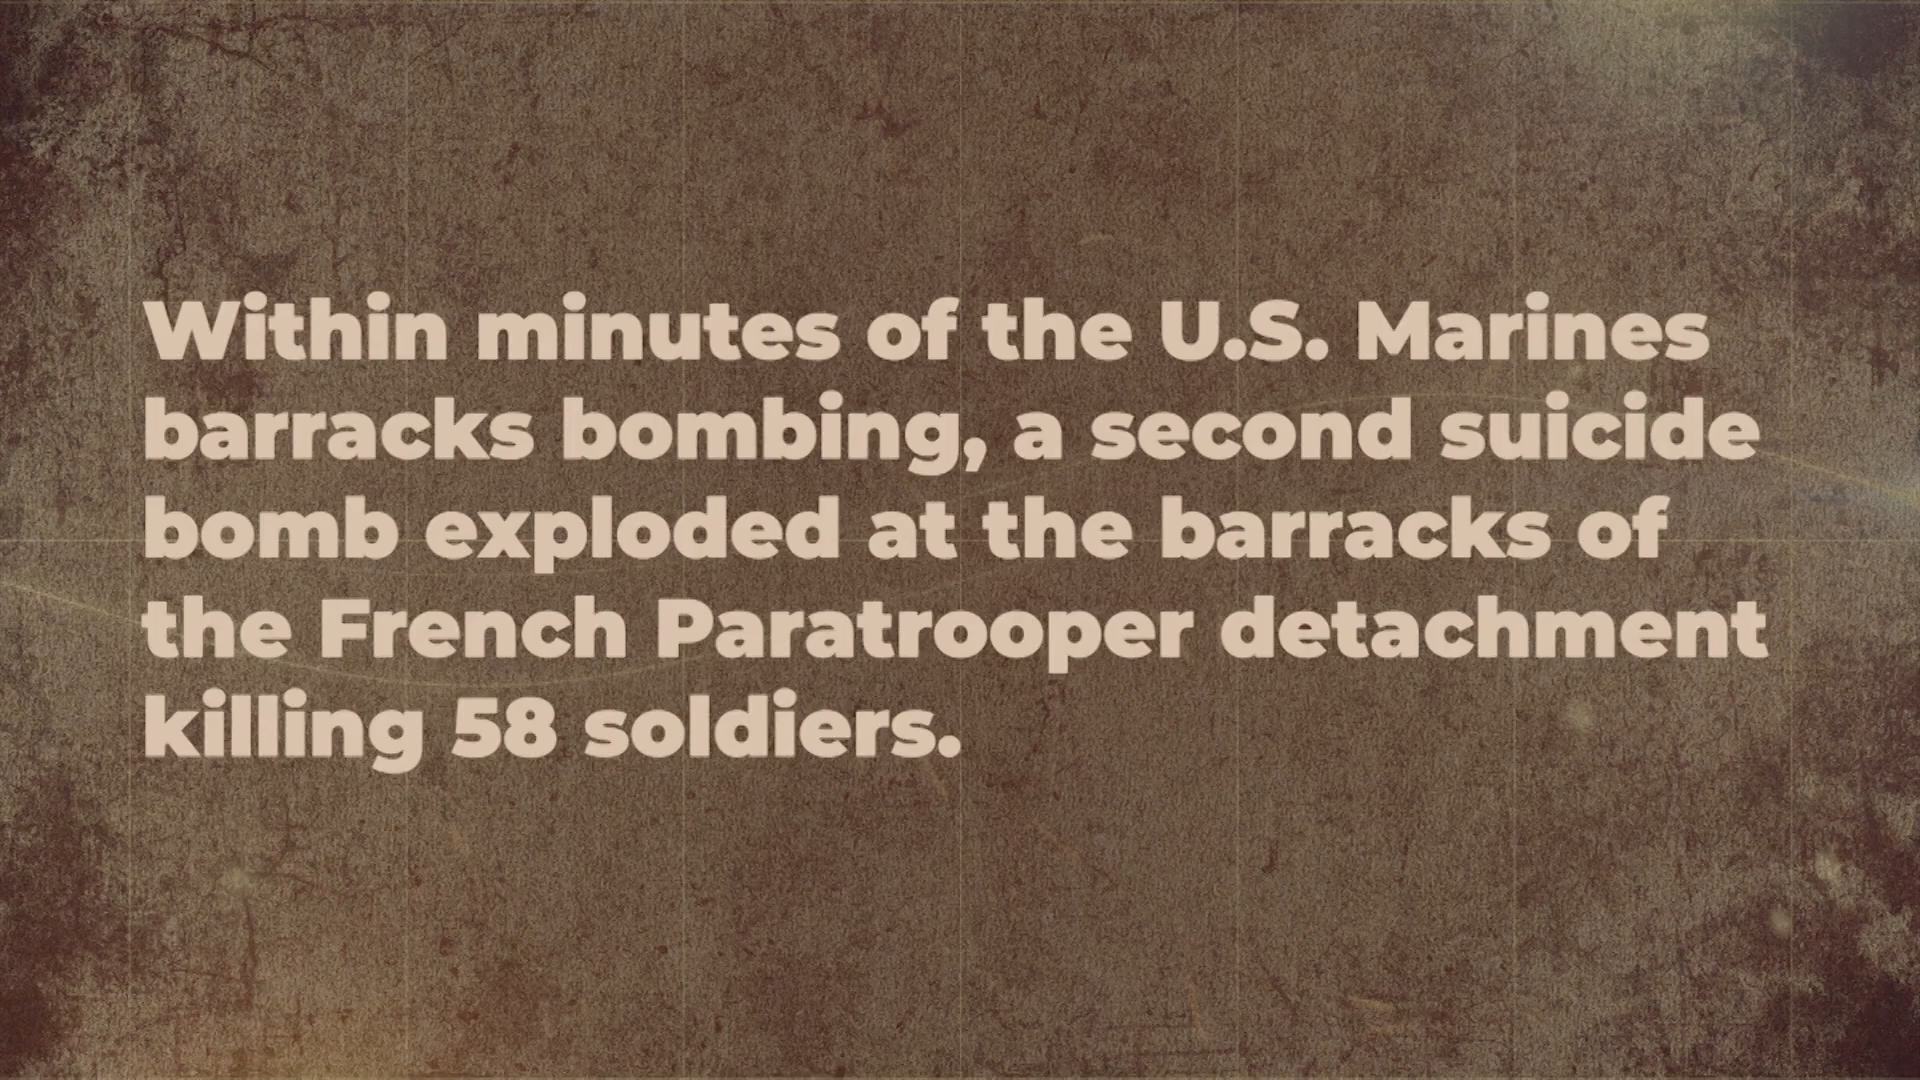 Within minutes of the U.S. Marines
barracks bombing, a second suicide
bomb exploded at the barracks of
the French Paratrooper detachment
killing 58 soldiers.